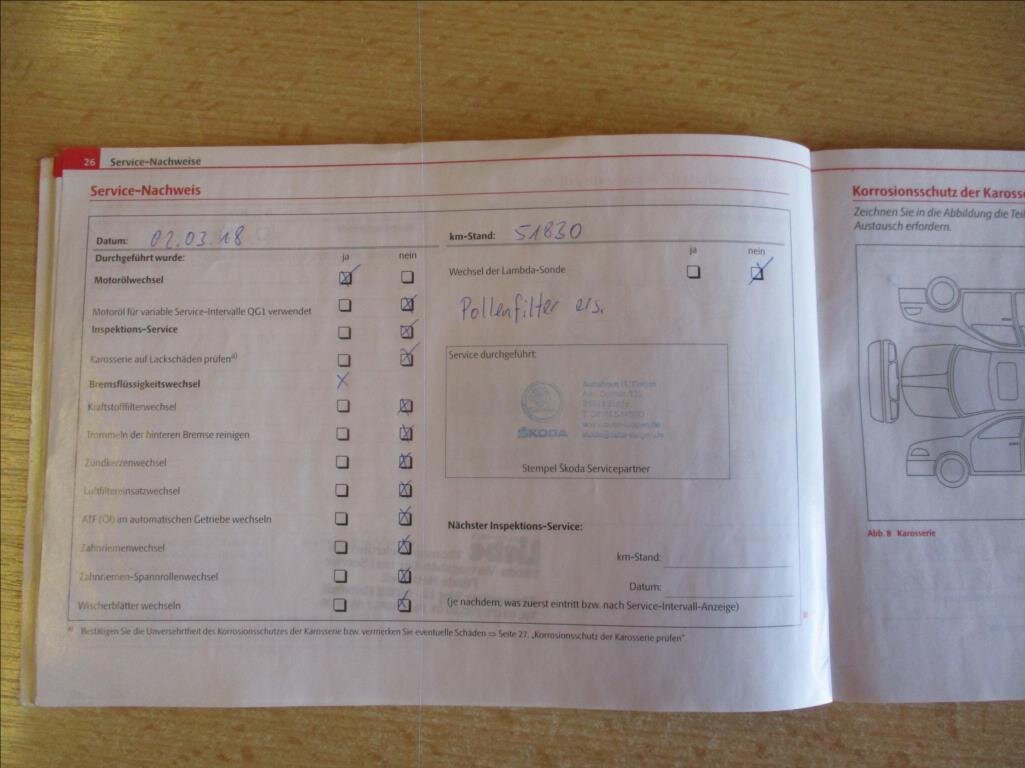 26 Service-Nachweise
Service-Nachweis
Datum: 02.03.18
km-Stand: 51830
Durchgeführt wurde: ja nein
Motorölwechsel
Motoröl für variable Service-Intervalle QG1 verwendet
Inspektions-Service
Karosserie auf Lackschäden prüfen a)
Bremsflüssigkeitswechsel
Kraftstofffilterwechsel
Trommeln der hinteren Bremse reinigen
Zündkerzenwechsel
Luftfiltereinsatzwechsel
ATF (Öl) im automatischen Getriebe wechseln
Zahnriemenwechsel
Zahnriemen-Spannrollenwechsel
Wischerblätter wechseln
ja nein
Wechsel der Lambda-Sonde
Pollenfilter ers.
Service durchgeführt:
ŠKODA
Stempel Škoda Servicepartner
Nächster Inspektions-Service:
km-Stand:
Datum:
(je nachdem, was zuerst eintritt bzw. nach Service-Intervall-Anzeige)
a) Bestätigen Sie die Unversehrtheit des Korrosionsschutzes der Karosserie bzw. vermerken Sie eventuelle Schäden ⇒ Seite 27, „Korrosionsschutz der Karosserie prüfen“.
Korrosionsschutz der Karosse
Zeichnen Sie in die Abbildung die Teil
Austausch erfordern.
Abb. 8 Karosserie